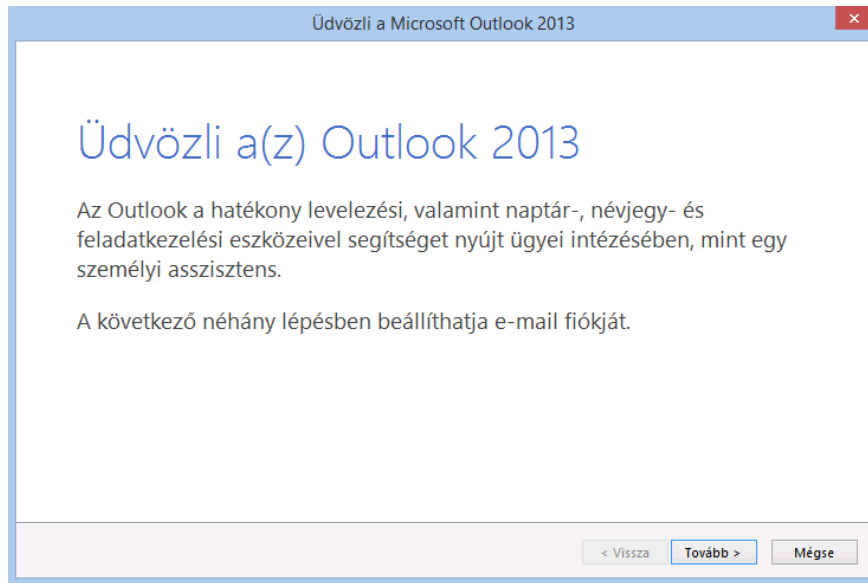 Üdvözli a Microsoft Outlook 2013
Üdvözli a(z) Outlook 2013
Az Outlook a hatékony levelezési, valamint naptár-, névjegy- és
feladatkezelési eszközeivel segítséget nyújt ügyei intézésében, mint egy
személyi asszisztens.
A következő néhány lépésben beállíthatja e-mail fiókját.
< Vissza Tovább > Mégse